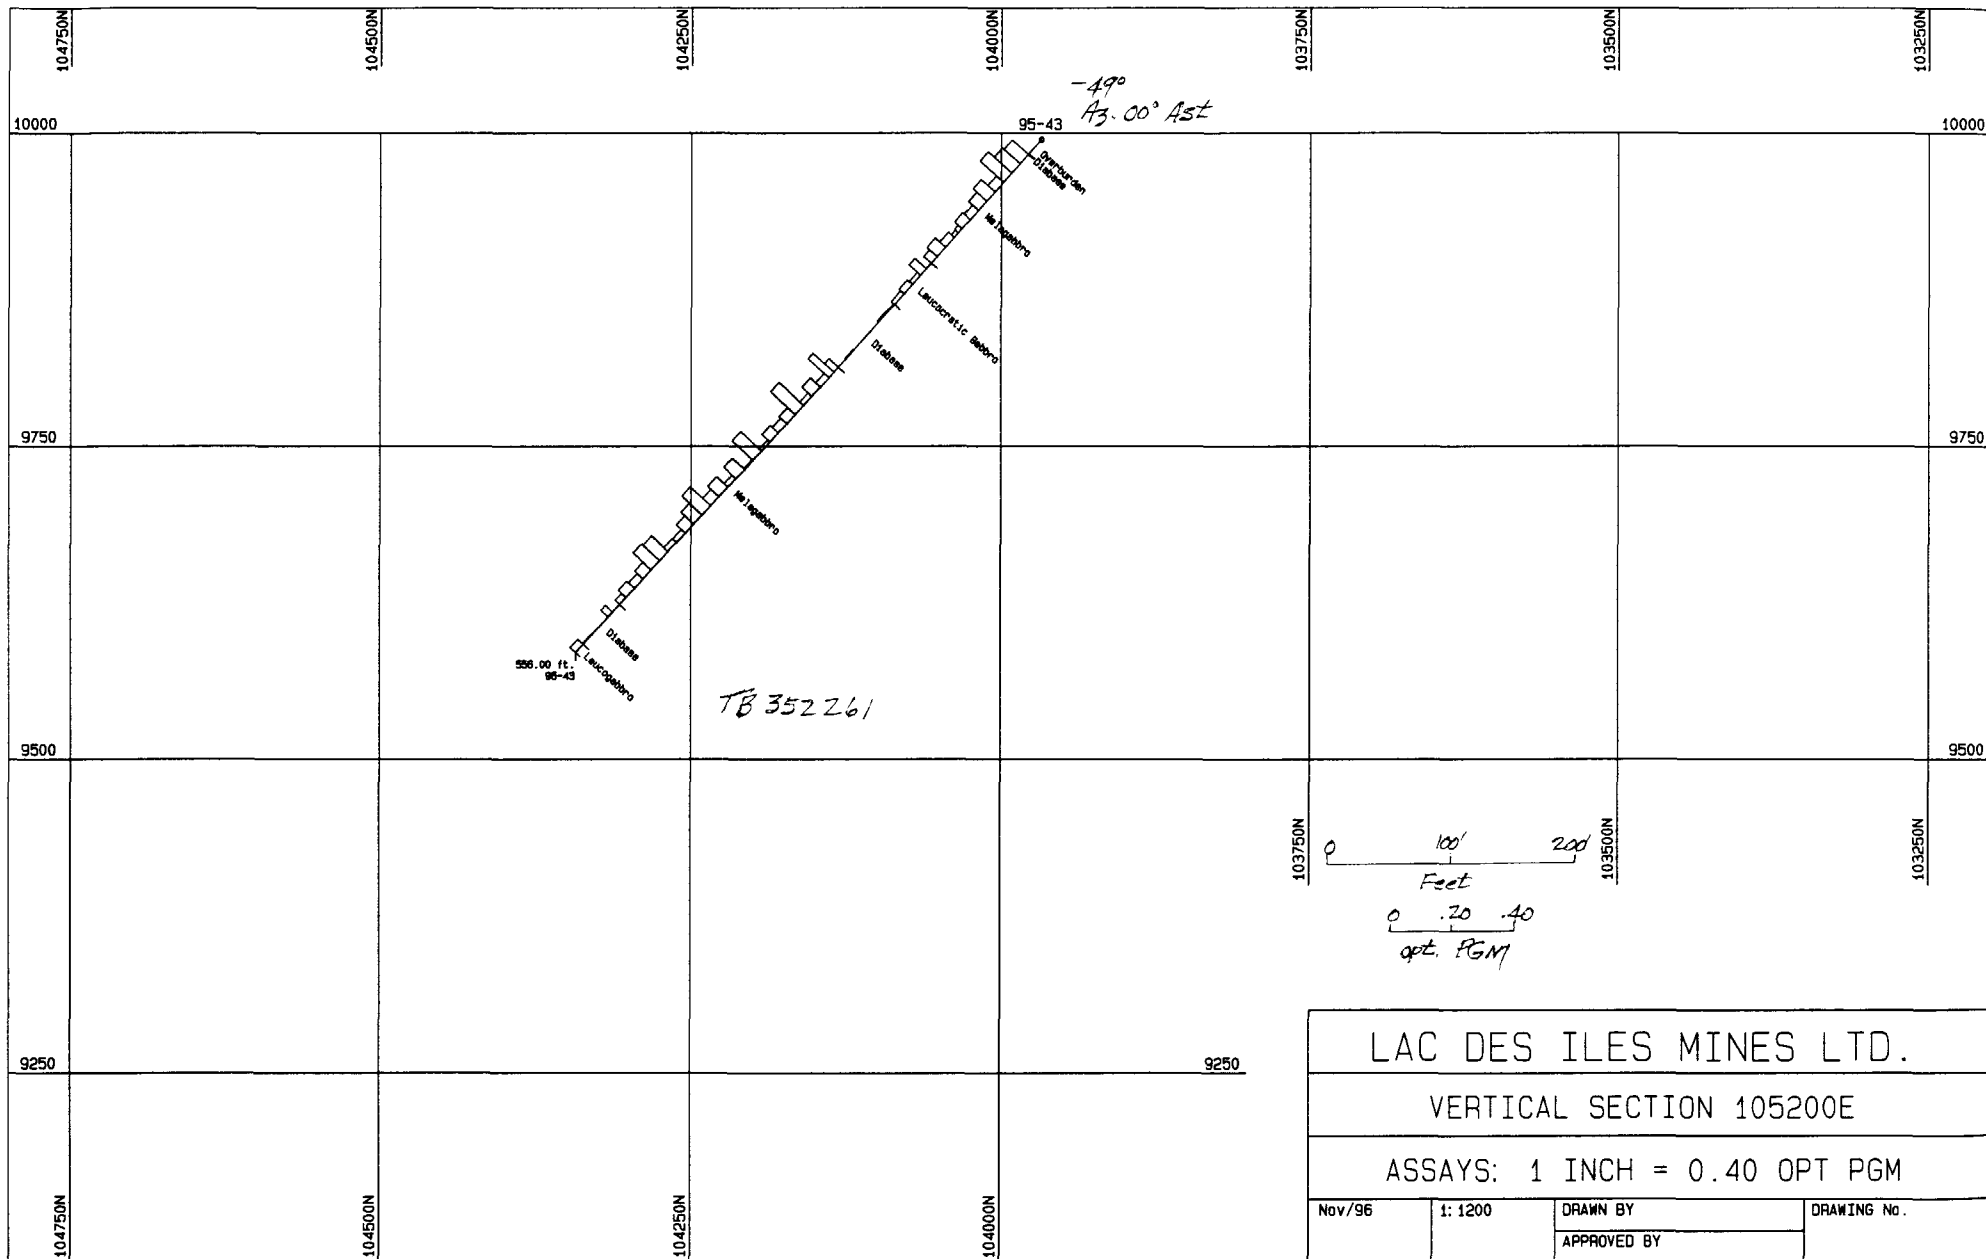 104750N 104500N 104250N 104000N 103750N 103500N 103250N
-49°
Az. 00° Ast
95-43
10000 10000
Overburden
Diabase
Melagabbro
Leucocratic Gabbro
Diabase
9750 9750
Melagabbro
Diabase
Leucogabbro
556.00 ft.
95-43
TB 352261
9500 9500
103750N 103500N 103250N
0 100' 200'
Feet
0 .20 .40
opt. PGM
9250 9250
LAC DES ILES MINES LTD.
VERTICAL SECTION 105200E
ASSAYS: 1 INCH = 0.40 OPT PGM
Nov/96 1:1200 DRAWN BY DRAWING No.
APPROVED BY
104750N 104500N 104250N 104000N